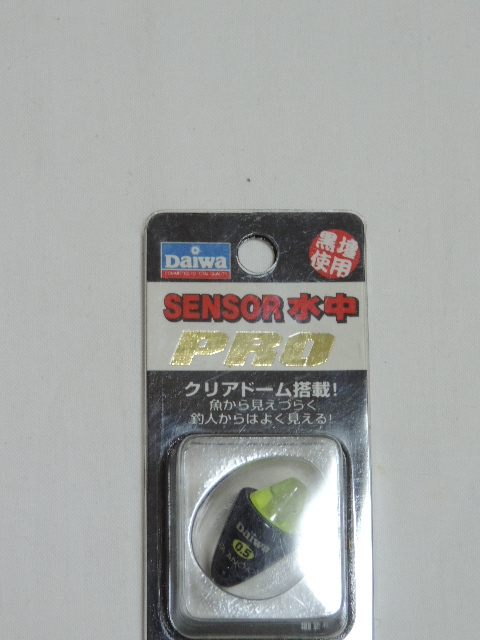 黒壇
使用
Daiwa
SENSOR 水中
PRO
クリアドーム搭載!
魚から見えづらく
釣人からはよく見える!
Daiwa
0.5